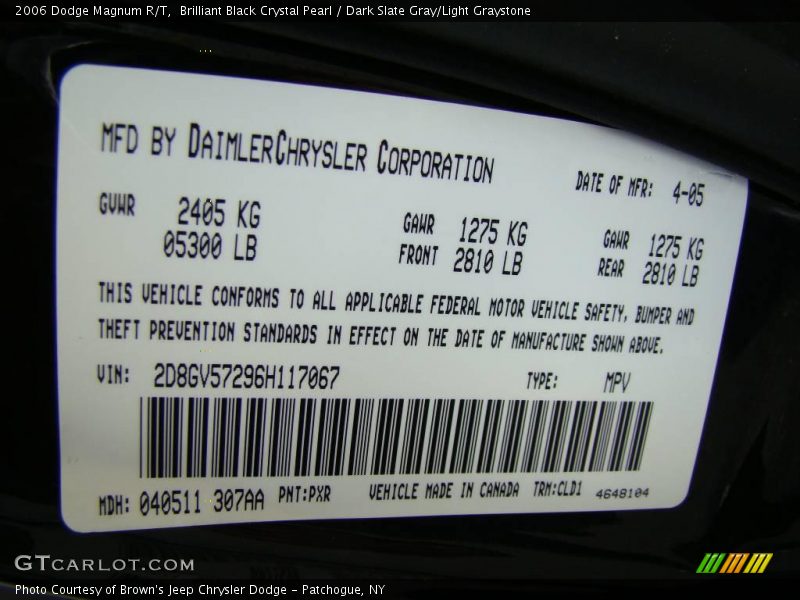 2006 Dodge Magnum R/T,  Brilliant Black Crystal Pearl / Dark Slate Gray/Light Graystone
MFD BY DAIMLERCHRYSLER CORPORATION
DATE OF MFR: 4-05
GVWR 2405 KG 05300 LB
GAWR FRONT 1275 KG 2810 LB
GAWR REAR 1275 KG 2810 LB
THIS VEHICLE CONFORMS TO ALL APPLICABLE FEDERAL MOTOR VEHICLE SAFETY, BUMPER AND
THEFT PREVENTION STANDARDS IN EFFECT ON THE DATE OF MANUFACTURE SHOWN ABOVE.
VIN: 2D8GV57296H117067 TYPE: MPV
MDH: 040511 307AA PNT:PXR VEHICLE MADE IN CANADA TRM:CLD1 4648104
GTCARLOT.COM
Photo Courtesy of Brown's Jeep Chrysler Dodge - Patchogue, NY